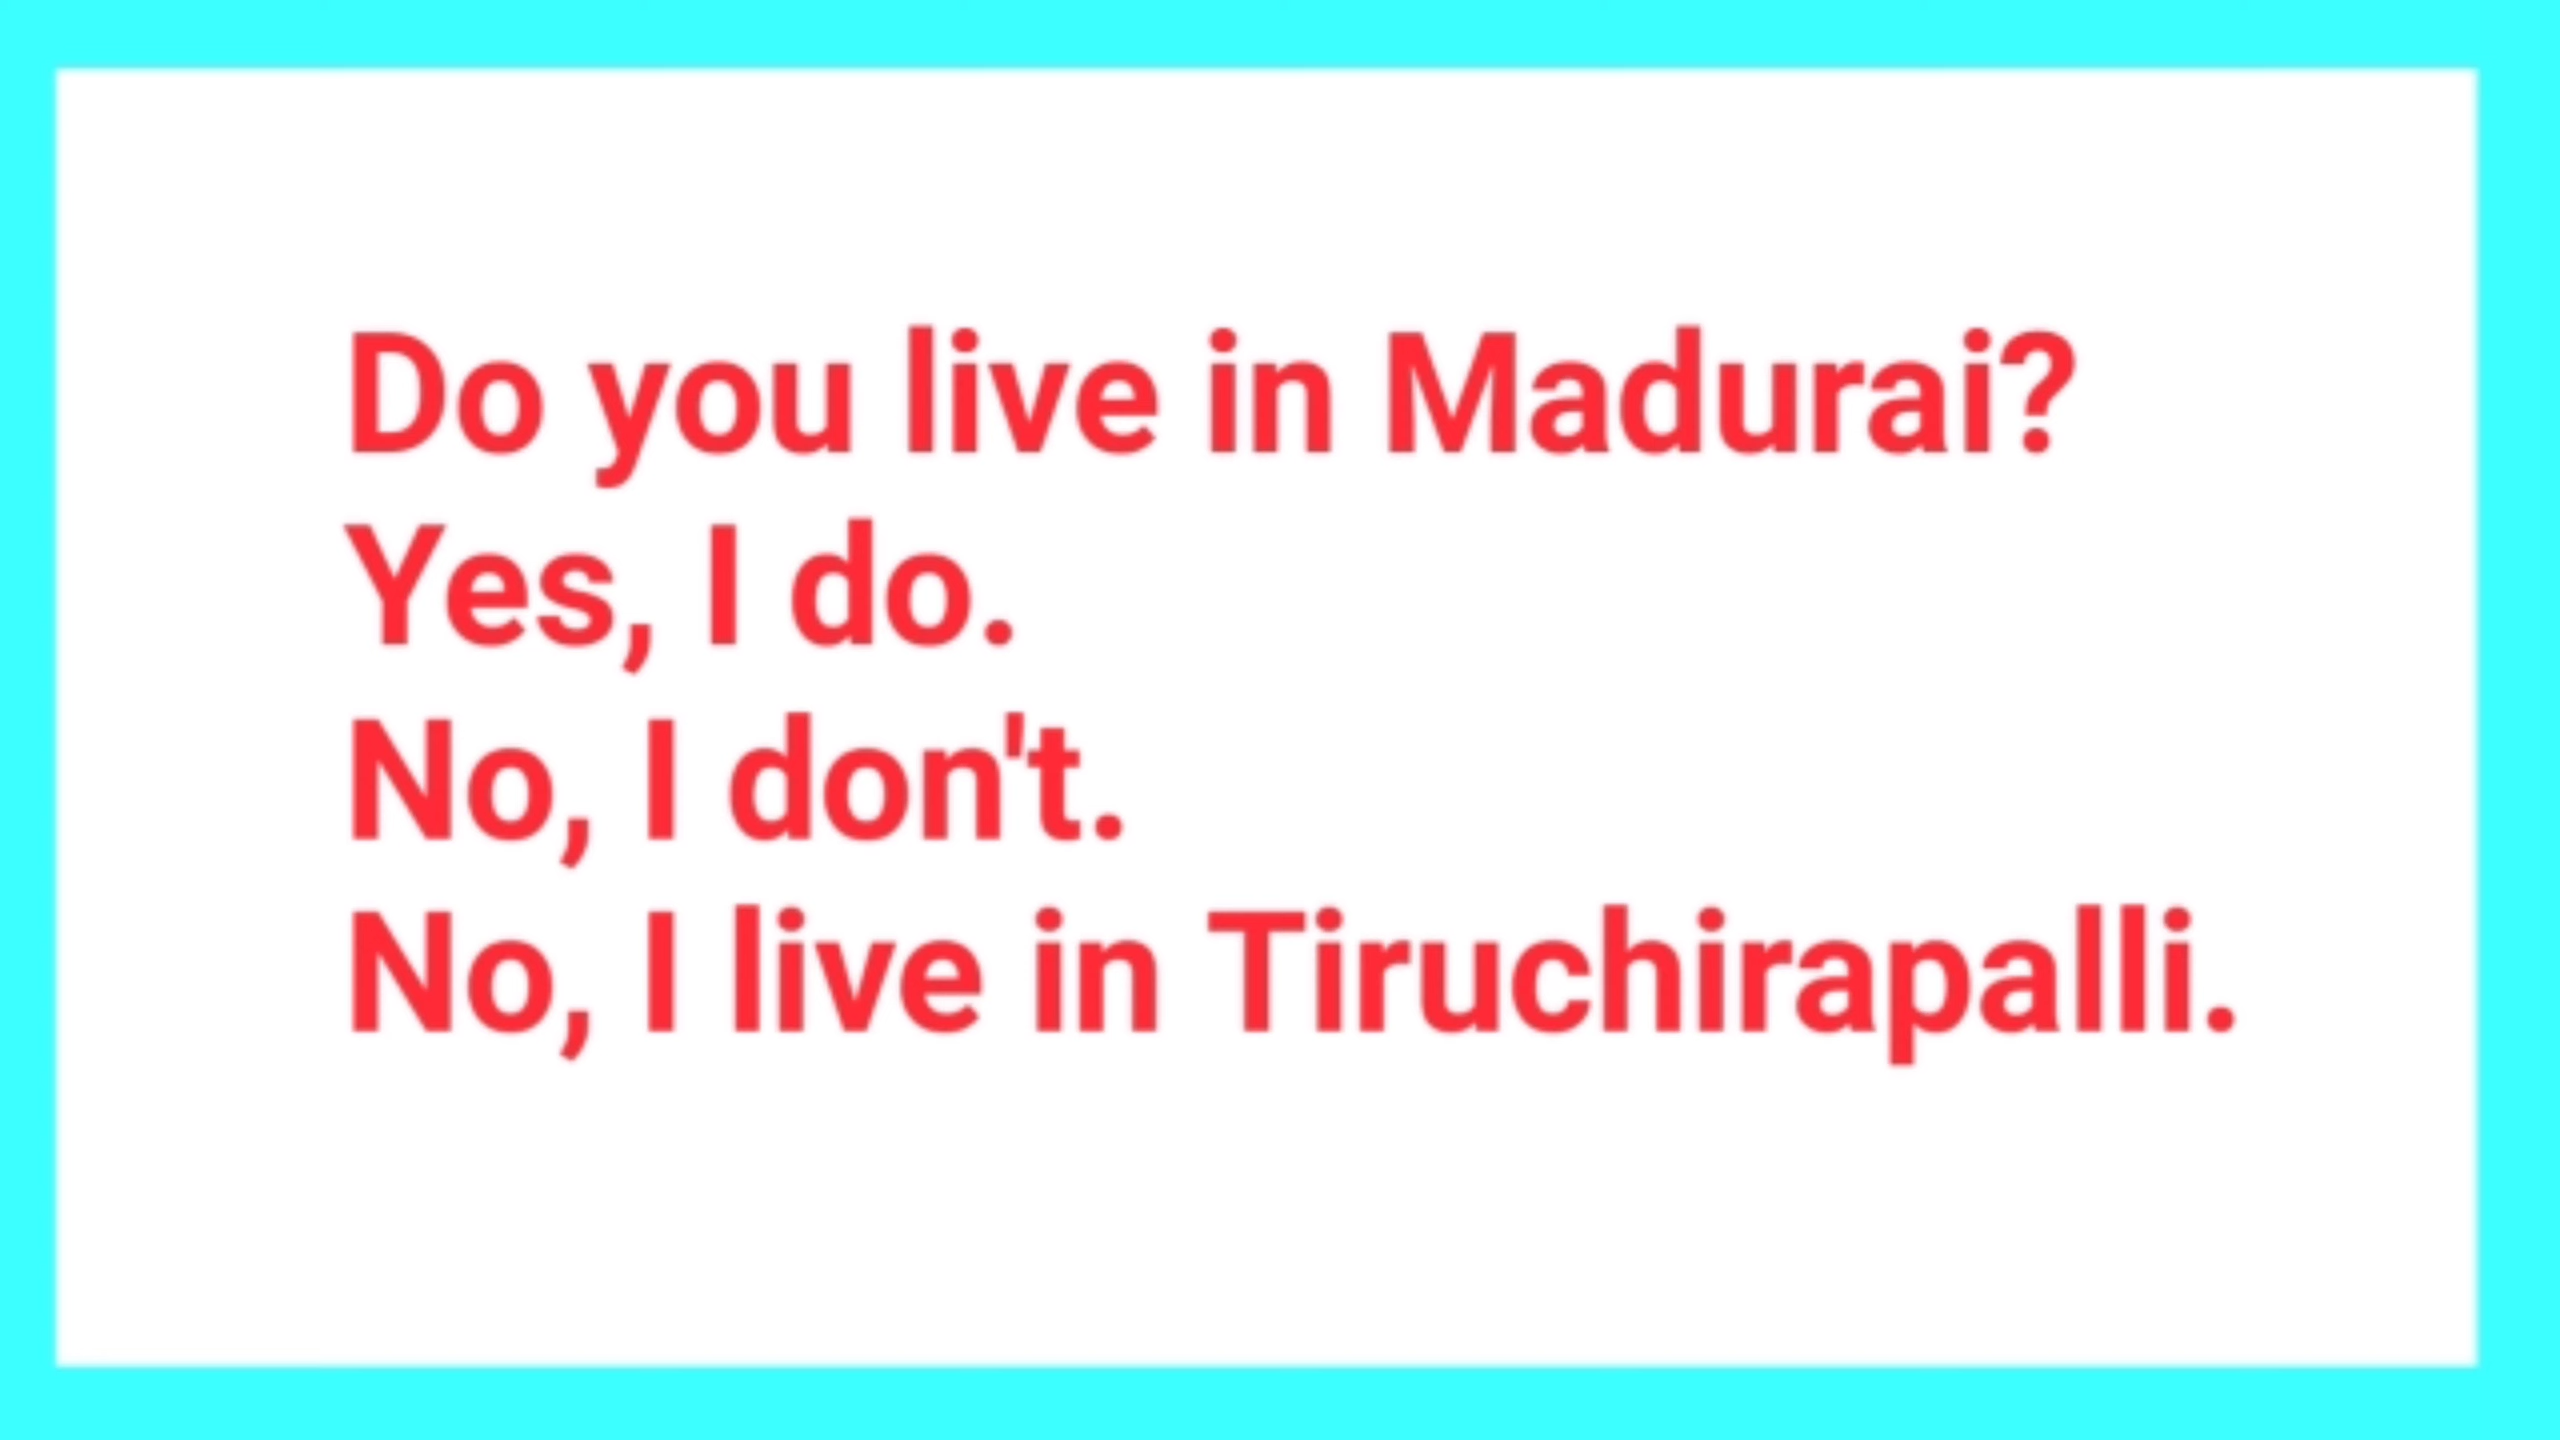 Do you live in Madurai?
Yes, I do.
No, I don't.
No, I live in Tiruchirapalli.